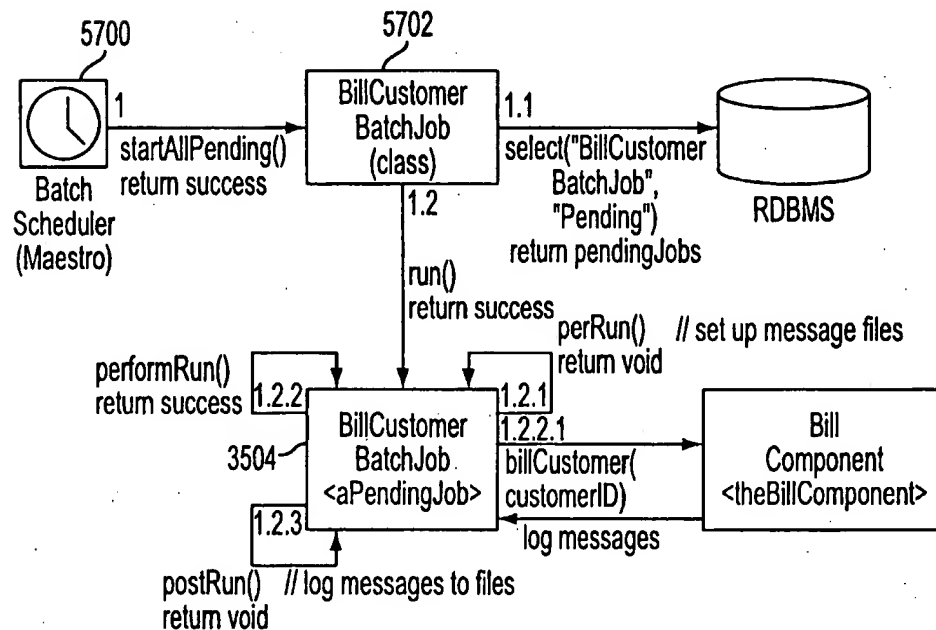 5700
5702
1
startAllPending()
return success
Batch
Scheduler
(Maestro)
BillCustomer
BatchJob
(class)
1.1
select("BillCustomer
BatchJob",
"Pending")
return pendingJobs
RDBMS
1.2
run()
return success
perRun() // set up message files
return void
performRun()
return success
1.2.2
1.2.1
3504
BillCustomer
BatchJob
<aPendingJob>
1.2.2.1
billCustomer(
customerID)
log messages
Bill
Component
<theBillComponent>
1.2.3
postRun() // log messages to files
return void